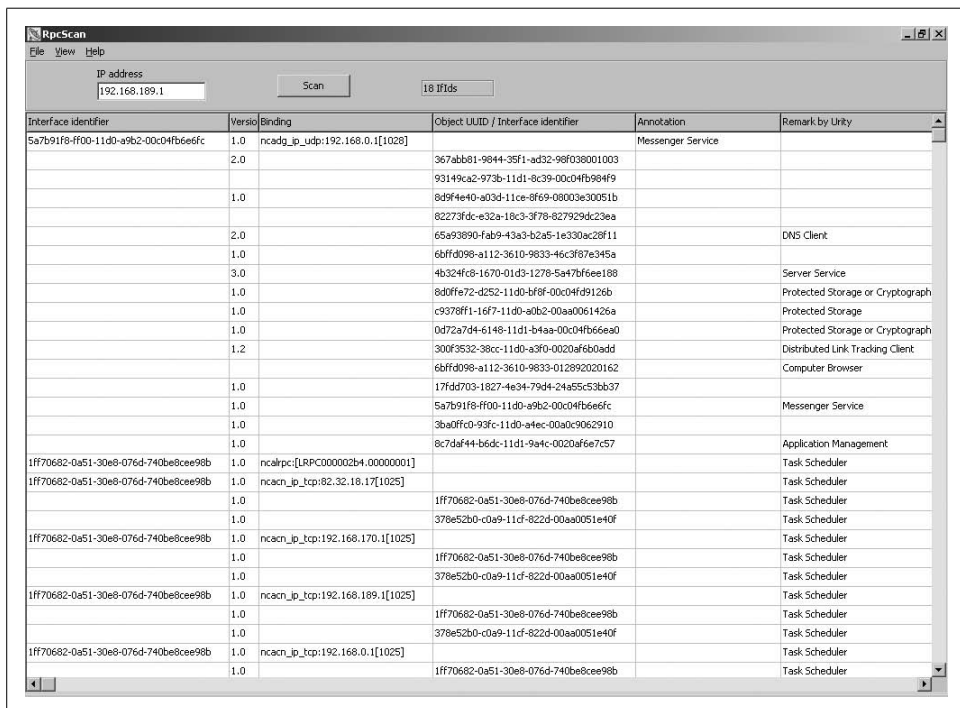 RpcScan
File View Help
IP address
192.168.189.1
Scan
18 IfIds
Interface identifier Versio Binding Object UUID / Interface identifier Annotation Remark by Urity
5a7b91f8-ff00-11d0-a9b2-00c04fb6e6fc 1.0 ncadg_ip_udp:192.168.0.1[1028] Messenger Service
2.0 367abb81-9844-35f1-ad32-98f038001003
93149ca2-973b-11d1-8c39-00c04fb984f9
1.0 8d9f4e40-a03d-11ce-8f69-08003e30051b
82273fdc-e32a-18c3-3f78-827929dc23ea
2.0 65a93890-fab9-43a3-b2a5-1e330ac28f11 DNS Client
1.0 6bffd098-a112-3610-9833-46c3f87e345a
3.0 4b324fc8-1670-01d3-1278-5a47bf6ee188 Server Service
1.0 8d0ffe72-d252-11d0-bf8f-00c04fd9126b Protected Storage or Cryptograph
1.0 c9378ff1-16f7-11d0-a0b2-00aa0061426a Protected Storage
1.0 0d72a7d4-6148-11d1-b4aa-00c04fb66ea0 Protected Storage or Cryptograph
1.2 300f3532-38cc-11d0-a3f0-0020af6b0add Distributed Link Tracking Client
6bffd098-a112-3610-9833-012892020162 Computer Browser
1.0 17fdd703-1827-4e34-79d4-24a55c53bb37
1.0 5a7b91f8-ff00-11d0-a9b2-00c04fb6e6fc Messenger Service
1.0 3ba0ffc0-93fc-11d0-a4ec-00a0c9062910
1.0 8c7daf44-b6dc-11d1-9a4c-0020af6e7c57 Application Management
1ff70682-0a51-30e8-076d-740be8cee98b 1.0 ncalrpc:[LRPC000002b4.00000001] Task Scheduler
1ff70682-0a51-30e8-076d-740be8cee98b 1.0 ncacn_ip_tcp:82.32.18.17[1025] Task Scheduler
1.0 1ff70682-0a51-30e8-076d-740be8cee98b Task Scheduler
1.0 378e52b0-c0a9-11cf-822d-00aa0051e40f Task Scheduler
1ff70682-0a51-30e8-076d-740be8cee98b 1.0 ncacn_ip_tcp:192.168.170.1[1025] Task Scheduler
1.0 1ff70682-0a51-30e8-076d-740be8cee98b Task Scheduler
1.0 378e52b0-c0a9-11cf-822d-00aa0051e40f Task Scheduler
1ff70682-0a51-30e8-076d-740be8cee98b 1.0 ncacn_ip_tcp:192.168.189.1[1025] Task Scheduler
1.0 1ff70682-0a51-30e8-076d-740be8cee98b Task Scheduler
1.0 378e52b0-c0a9-11cf-822d-00aa0051e40f Task Scheduler
1ff70682-0a51-30e8-076d-740be8cee98b 1.0 ncacn_ip_tcp:192.168.0.1[1025] Task Scheduler
1.0 1ff70682-0a51-30e8-076d-740be8cee98b Task Scheduler